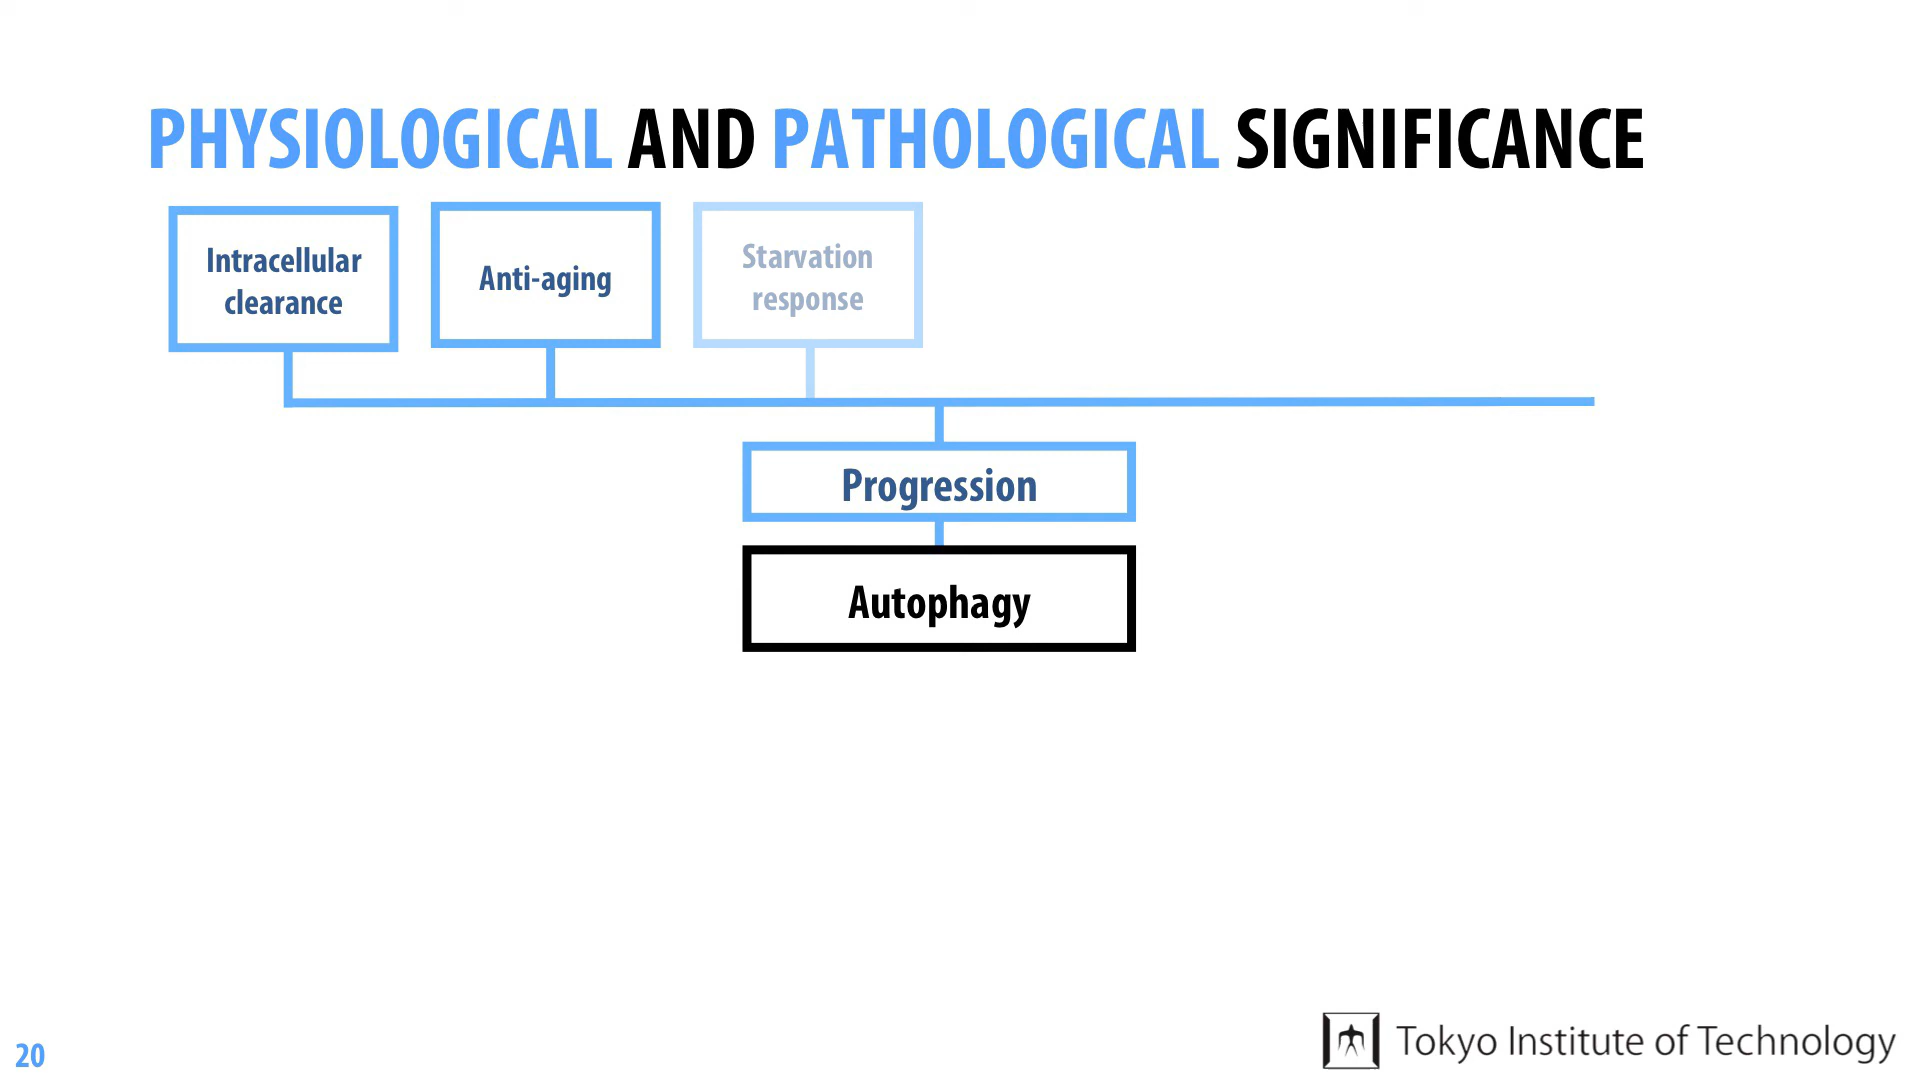 PHYSIOLOGICAL AND PATHOLOGICAL SIGNIFICANCE
Intracellular
clearance
Anti-aging
Starvation
response
Progression
Autophagy
20
Tokyo Institute of Technology